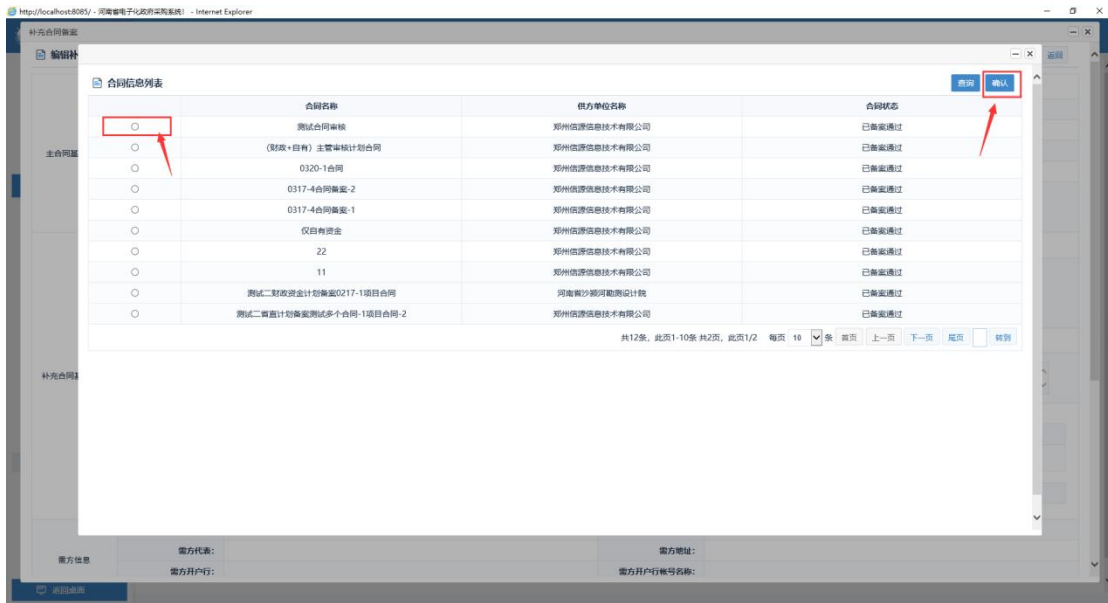 http://localhost:8085/ - 河南省电子化政府采购系统! - Internet Explorer
补充合同备案
编辑补
返回
合同信息列表
查询 确认
合同名称 供方单位名称 合同状态
测试合同审核 郑州信源信息技术有限公司 已备案通过
(财政+自有) 主管审核计划合同 郑州信源信息技术有限公司 已备案通过
0320-1合同 郑州信源信息技术有限公司 已备案通过
0317-4合同备案-2 郑州信源信息技术有限公司 已备案通过
0317-4合同备案-1 郑州信源信息技术有限公司 已备案通过
仅自有资金 郑州信源信息技术有限公司 已备案通过
22 郑州信源信息技术有限公司 已备案通过
11 郑州信源信息技术有限公司 已备案通过
测试二财政资金计划备案0217-1项目合同 河南省沙颍河勘测设计院 已备案通过
测试二省直计划备案测试多个合同-1项目合同-2 郑州信源信息技术有限公司 已备案通过
共12条, 此页1-10条 共2页, 此页1/2 每页 10 条 首页 上一页 下一页 尾页 转到
主合同基
补充合同基
需方信息
需方代表: 需方地址:
需方开户行: 需方开户行帐号名称:
返回桌面